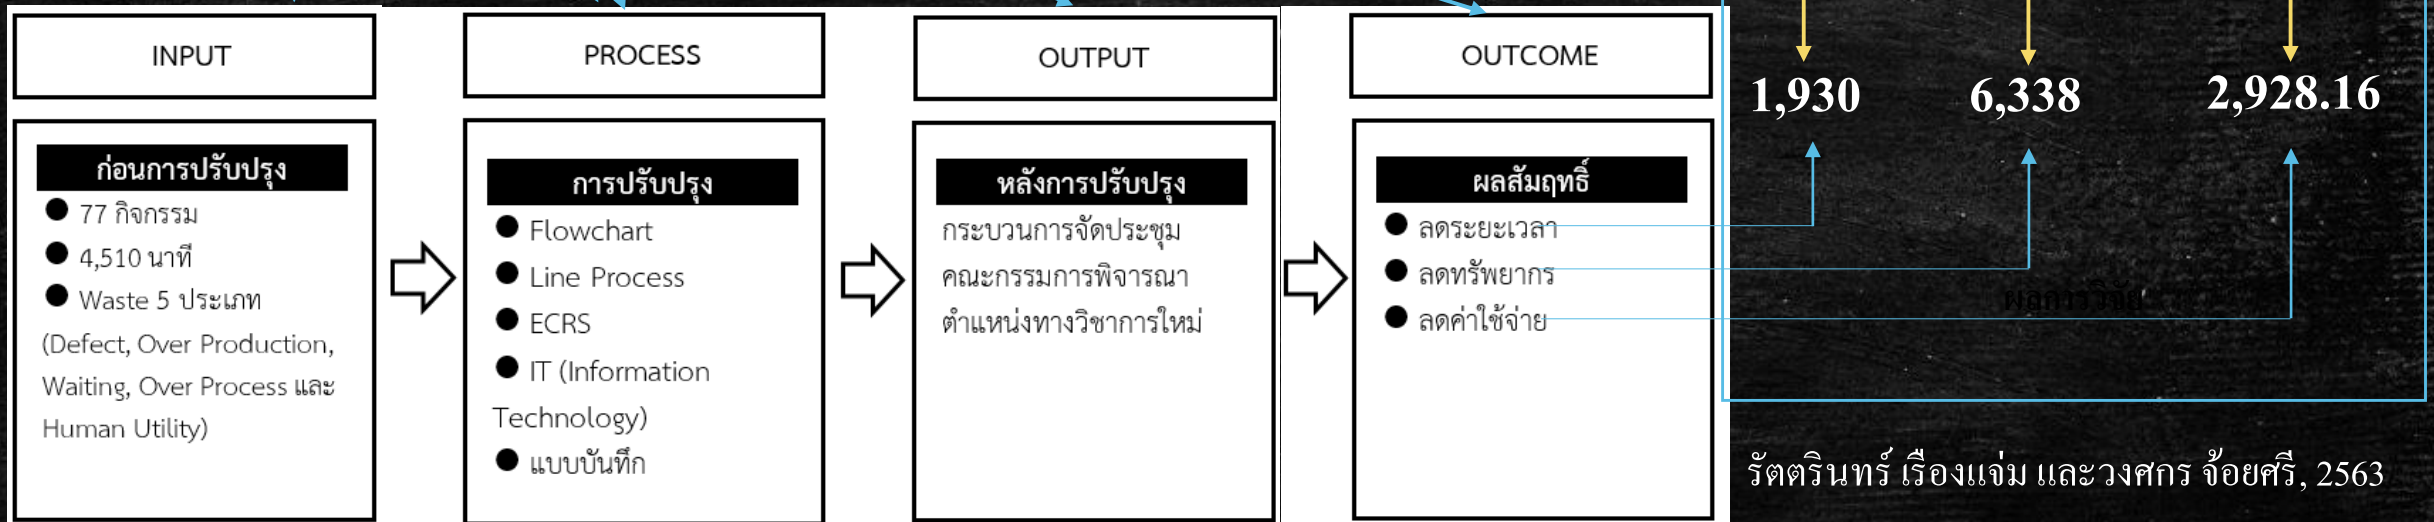 INPUT
ก่อนการปรับปรุง
● 77 กิจกรรม
● 4,510 นาที
● Waste 5 ประเภท
(Defect, Over Production,
Waiting, Over Process และ
Human Utility)
PROCESS
การปรับปรุง
● Flowchart
● Line Process
● ECRS
● IT (Information
Technology)
● แบบบันทึก
OUTPUT
หลังการปรับปรุง
กระบวนการจัดประชุม
คณะกรรมการพิจารณา
ตำแหน่งทางวิชาการใหม่
OUTCOME
ผลสัมฤทธิ์
● ลดระยะเวลา
● ลดทรัพยากร
● ลดค่าใช้จ่าย
1,930 6,338 2,928.16
ผลการวิจัย
รัตตรินทร์ เรืองแจ่ม และวงศกร จ้อยศรี, 2563